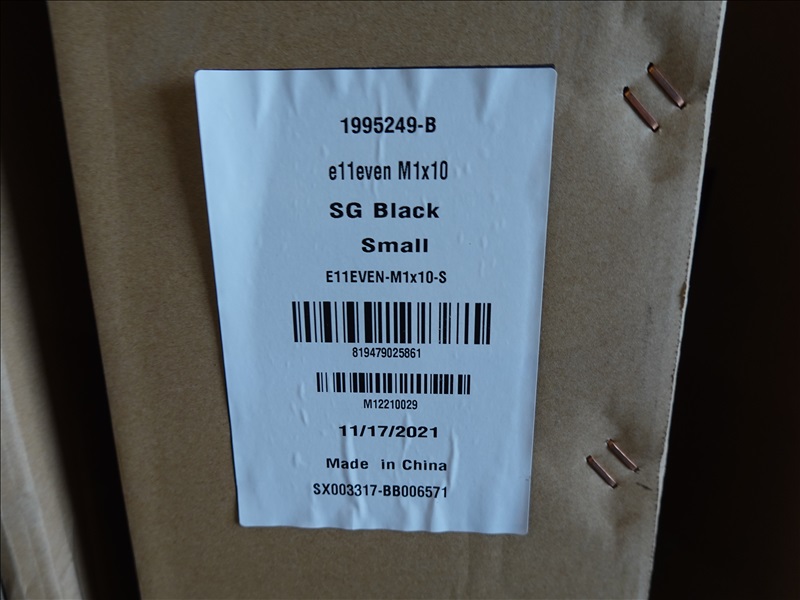 1995249-B
e11even M1x10
SG Black
Small
E11EVEN-M1x10-S
819479025861
M12210029
11/17/2021
Made in China
SX003317-BB006571